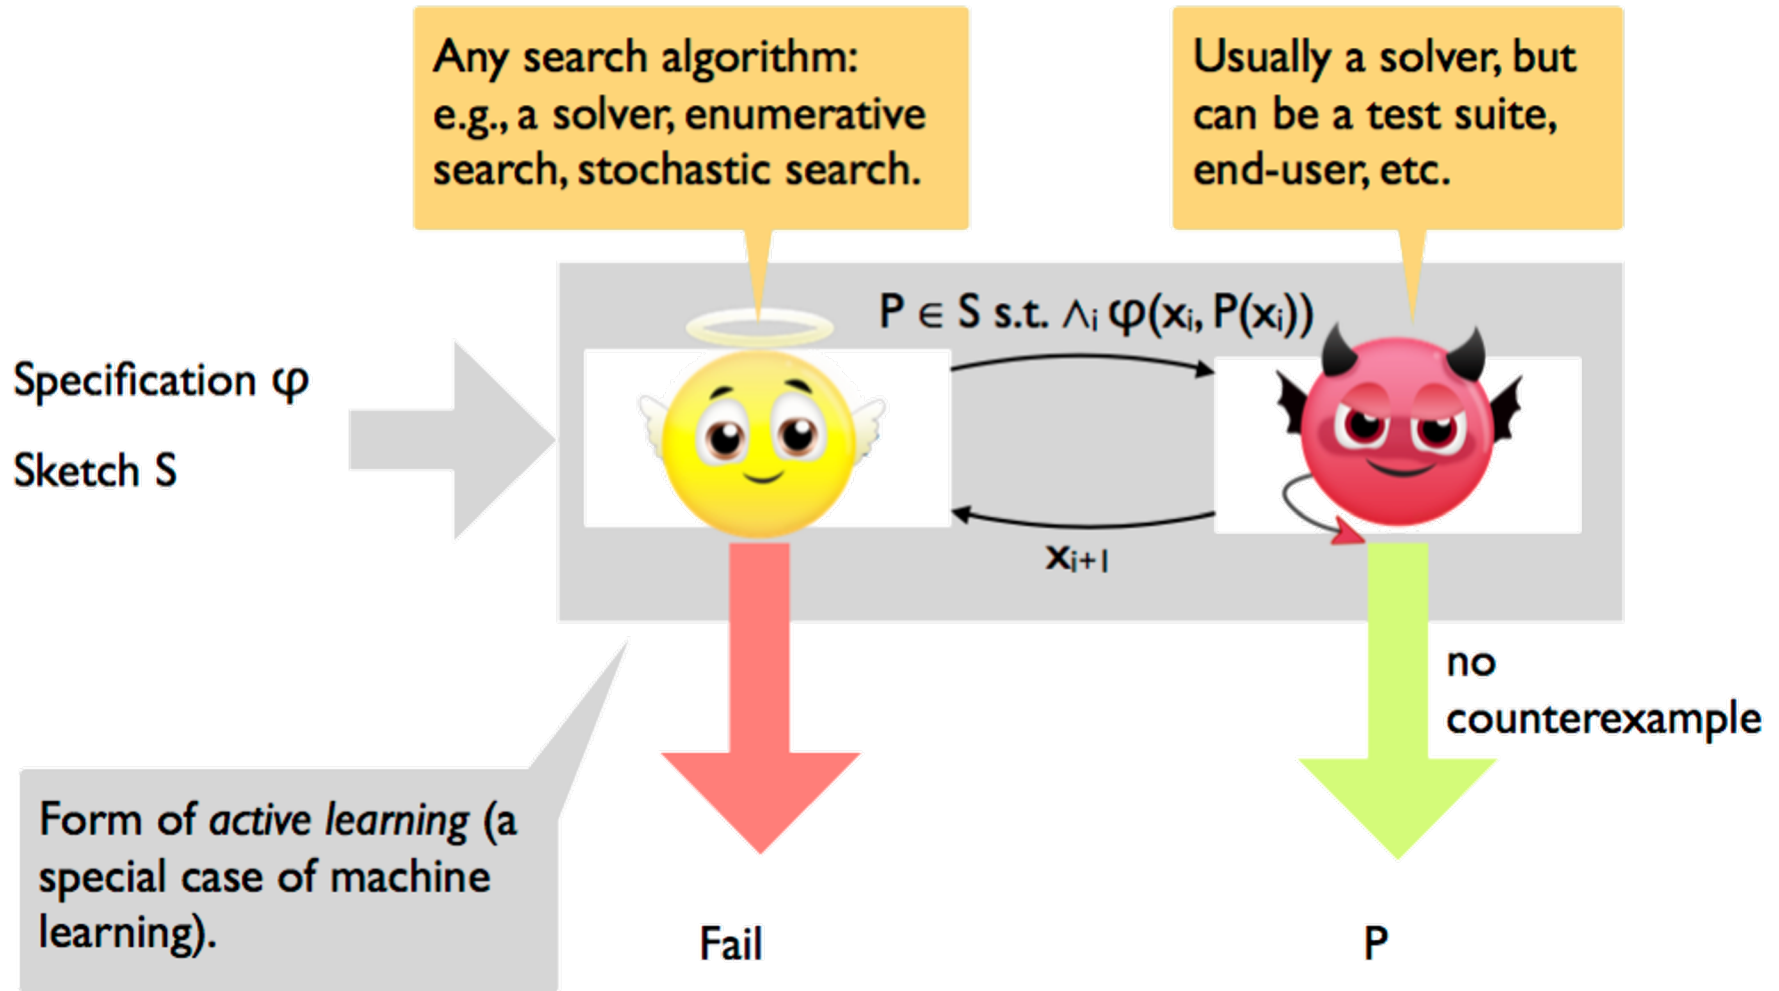 Any search algorithm:
e.g., a solver, enumerative
search, stochastic search.
Usually a solver, but
can be a test suite,
end-user, etc.
P ∈ S s.t. ∧ᵢ φ(xᵢ, P(xᵢ))
Specification φ
Sketch S
xᵢ₊₁
no
counterexample
Form of active learning (a
special case of machine
learning).
Fail
P